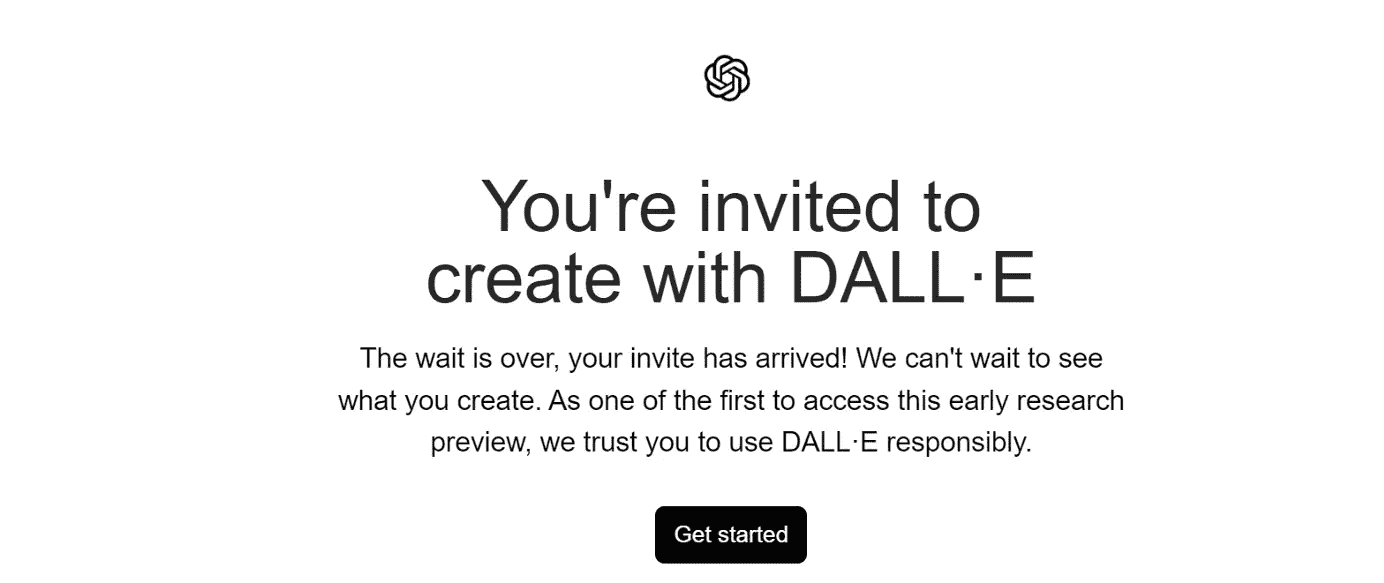 You're invited to
create with DALL·E
The wait is over, your invite has arrived! We can't wait to see
what you create. As one of the first to access this early research
preview, we trust you to use DALL·E responsibly.
Get started